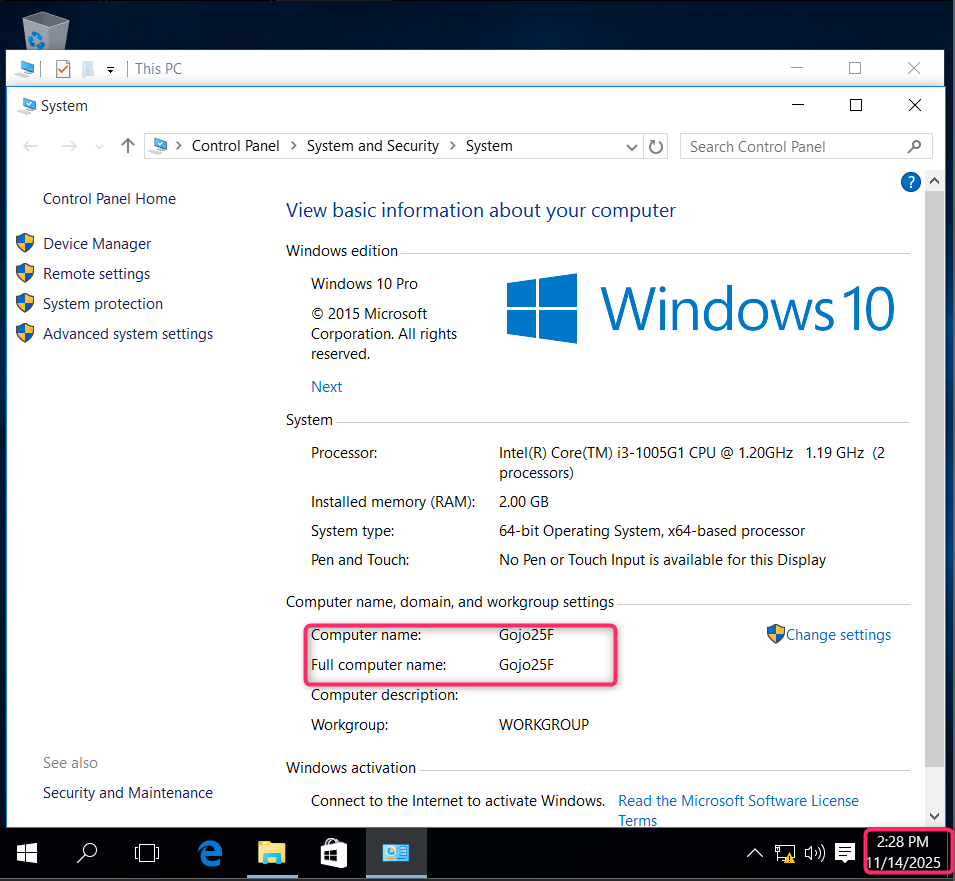 This PC
System
Control Panel > System and Security > System
Search Control Panel
?
Control Panel Home
Device Manager
Remote settings
System protection
Advanced system settings
View basic information about your computer
Windows edition
Windows 10 Pro
© 2015 Microsoft
Corporation. All rights
reserved.
Next
Windows 10
System
Processor: Intel(R) Core(TM) i3-1005G1 CPU @ 1.20GHz 1.19 GHz (2
processors)
Installed memory (RAM): 2.00 GB
System type: 64-bit Operating System, x64-based processor
Pen and Touch: No Pen or Touch Input is available for this Display
Computer name, domain, and workgroup settings
Computer name: Gojo25F
Change settings
Full computer name: Gojo25F
Computer description:
Workgroup: WORKGROUP
Windows activation
Connect to the Internet to activate Windows. Read the Microsoft Software License
Terms
See also
Security and Maintenance
2:28 PM
11/14/2025